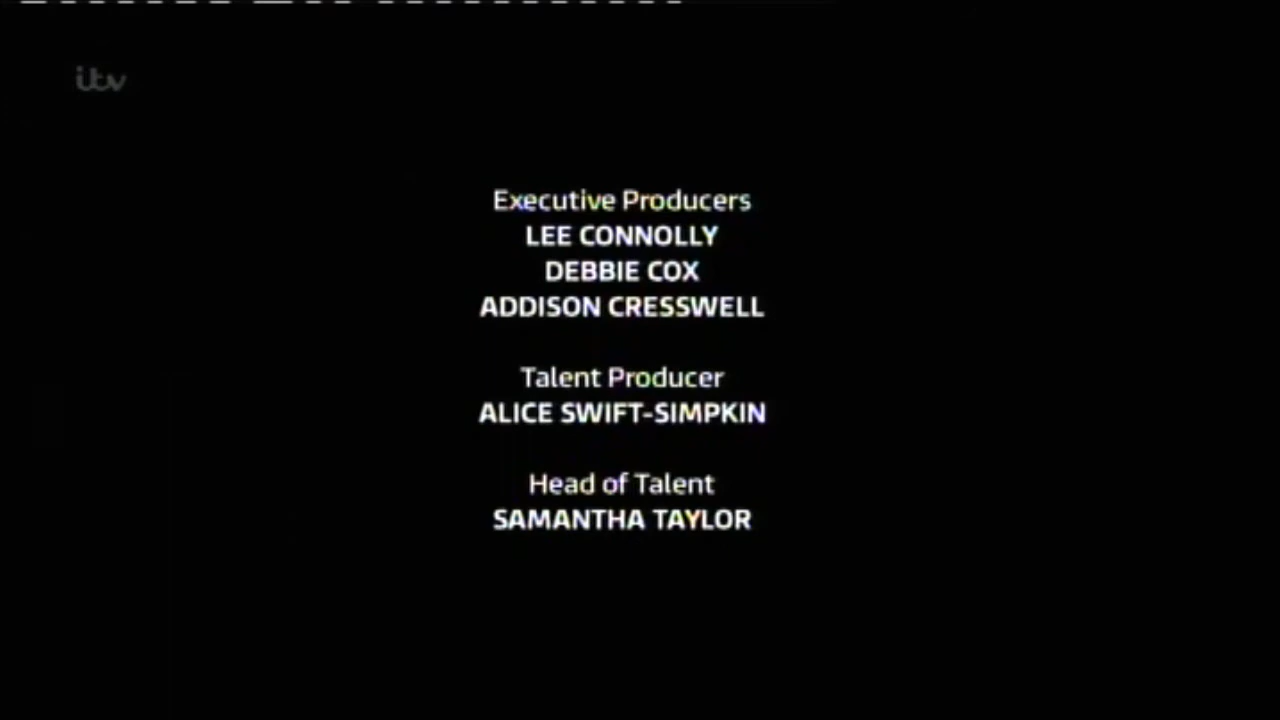 itv
Executive Producers
LEE CONNOLLY
DEBBIE COX
ADDISON CRESSWELL
Talent Producer
ALICE SWIFT-SIMPKIN
Head of Talent
SAMANTHA TAYLOR